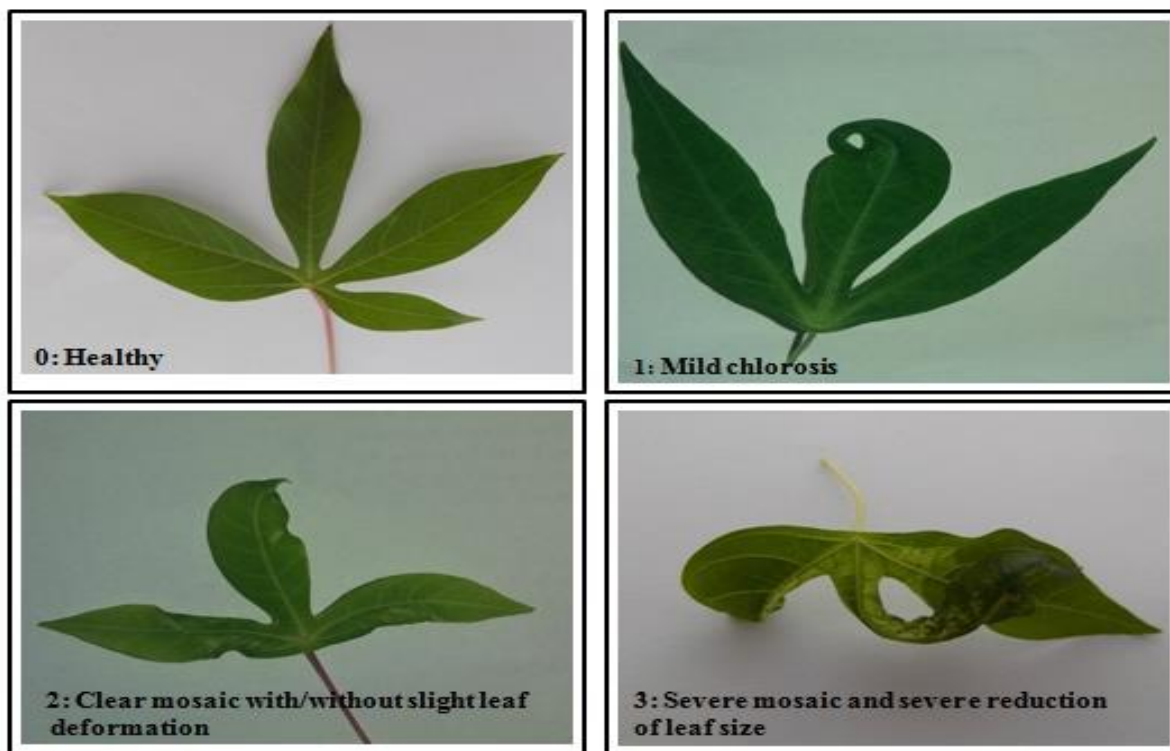 0: Healthy
1: Mild chlorosis
2: Clear mosaic with/without slight leaf
deformation
3: Severe mosaic and severe reduction
of leaf size